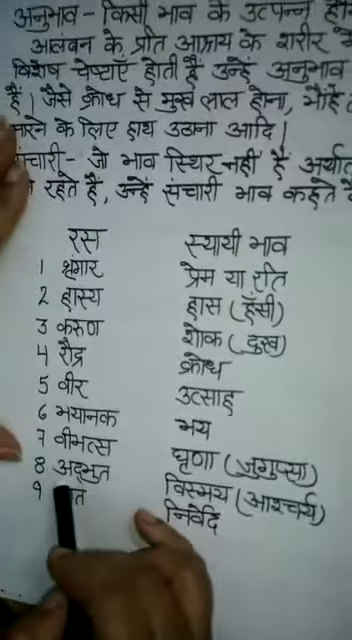 अनुभाव - किसी भाव के उत्पन्न
आलंबन के प्रति आश्रय के शरीर
विशेष चेष्टाएँ होती हैं उन्हें अनुभाव
हैं। जैसे क्रोध से मुख लाल होना, भौंहें
के लिए हाथ उठाना आदि।
जो भाव स्थिर नहीं हैं अर्थात
रहते हैं, उन्हें संचारी भाव कहते
रस स्थायी भाव
1 श्रृंगार प्रेम या रति
2 हास्य हास (हँसी)
3 करुण शोक (दुख)
4 रौद्र क्रोध
5 वीर उत्साह
6 भयानक भय
7 वीभत्स घृणा (जुगुप्सा)
8 अद्भुत विस्मय (आश्चर्य)
9 निर्वेद